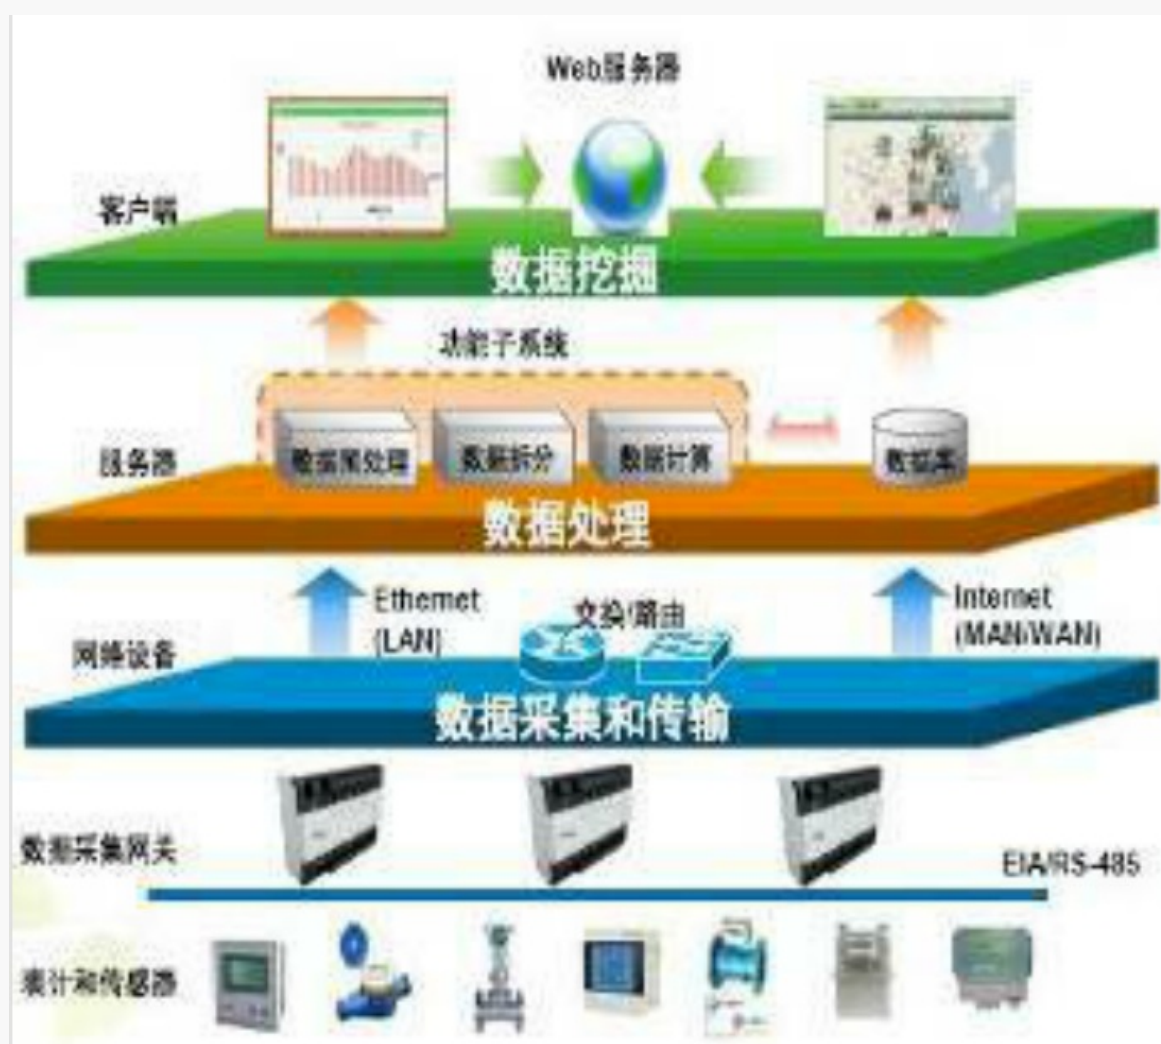 Web服务器
客户端
数据挖掘
功能子系统
服务器
数据预处理
数据拆分
数据计算
数据库
数据处理
Ethernet
(LAN)
交换/路由
Internet
(MAN/WAN)
网络设备
数据采集和传输
数据采集网关
EIA/RS-485
表计和传感器